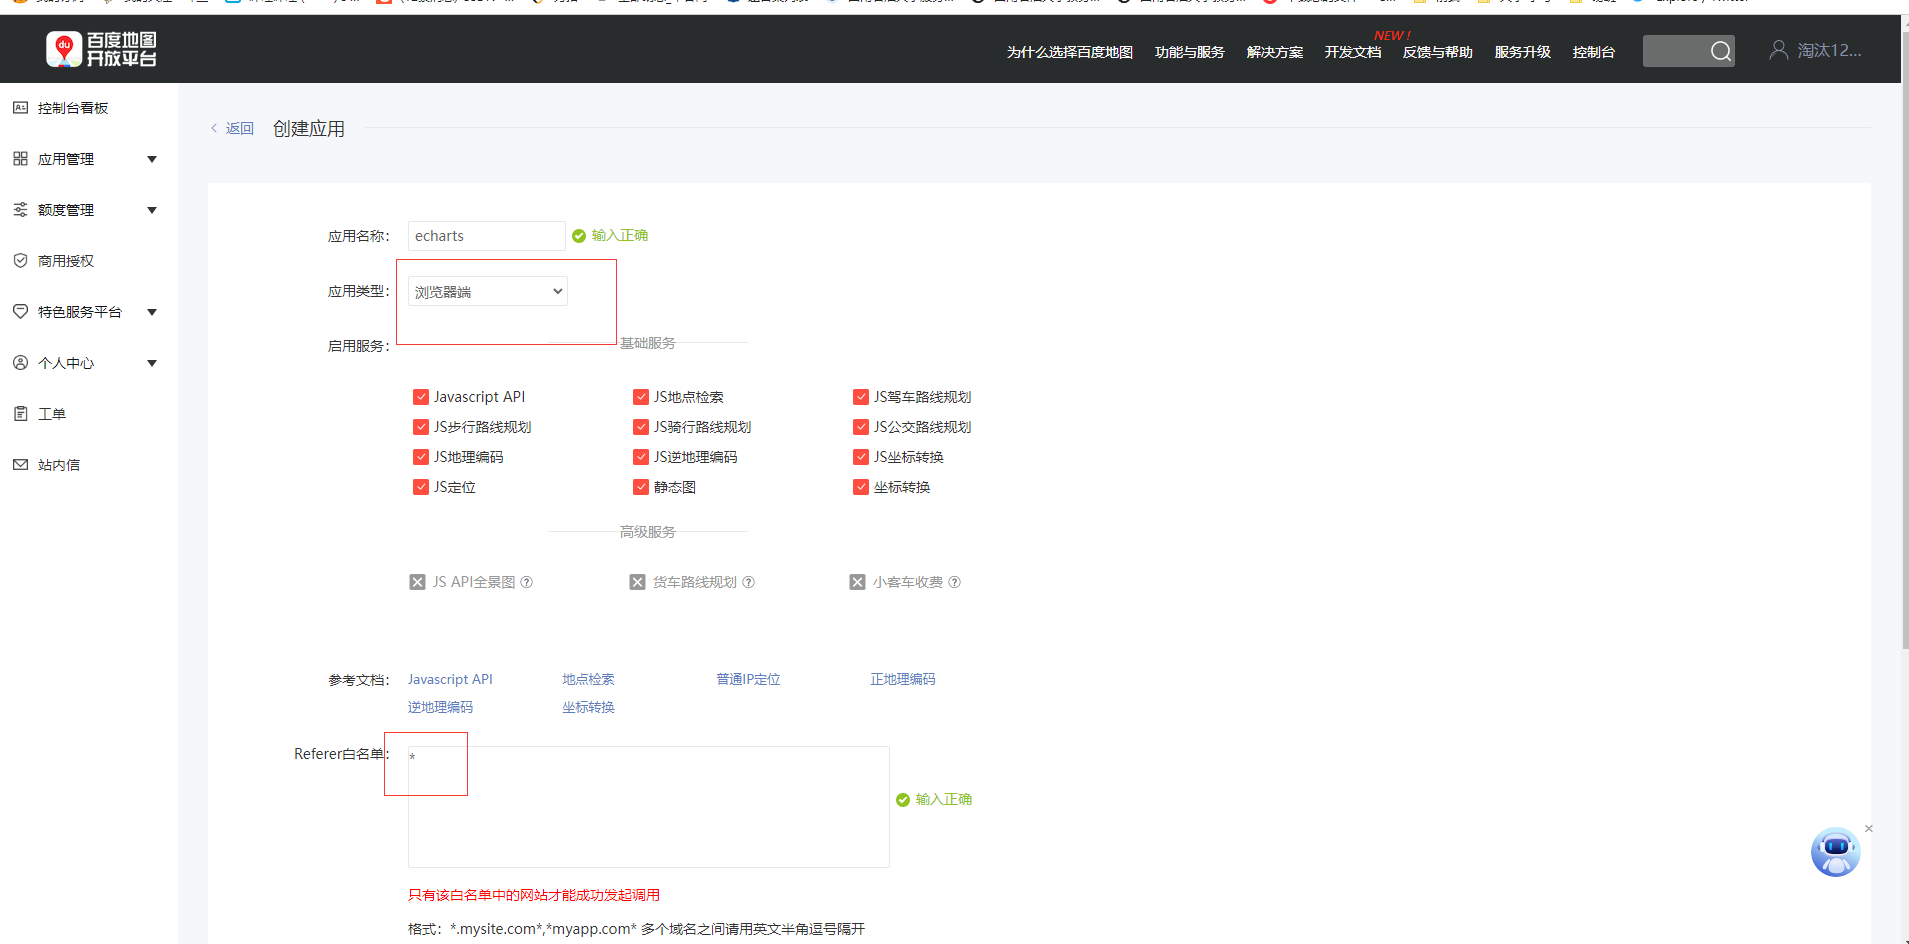 百度地图
开放平台
du
为什么选择百度地图 功能与服务 解决方案 开发文档 NEW ! 反馈与帮助 服务升级 控制台 淘汰12...
控制台看板
应用管理
额度管理
商用授权
特色服务平台
个人中心
工单
站内信
返回 创建应用
应用名称： echarts 输入正确
应用类型： 浏览器端
启用服务： 基础服务
Javascript API JS地点检索 JS驾车路线规划
JS步行路线规划 JS骑行路线规划 JS公交路线规划
JS地理编码 JS逆地理编码 JS坐标转换
JS定位 静态图 坐标转换
高级服务
JS API全景图 ? 货车路线规划 ? 小客车收费 ?
参考文档： Javascript API 地点检索 普通IP定位 正地理编码
逆地理编码 坐标转换
Referer白名单： *
输入正确
只有该白名单中的网站才能成功发起调用
格式：*.mysite.com*,*myapp.com* 多个域名之间请用英文半角逗号隔开